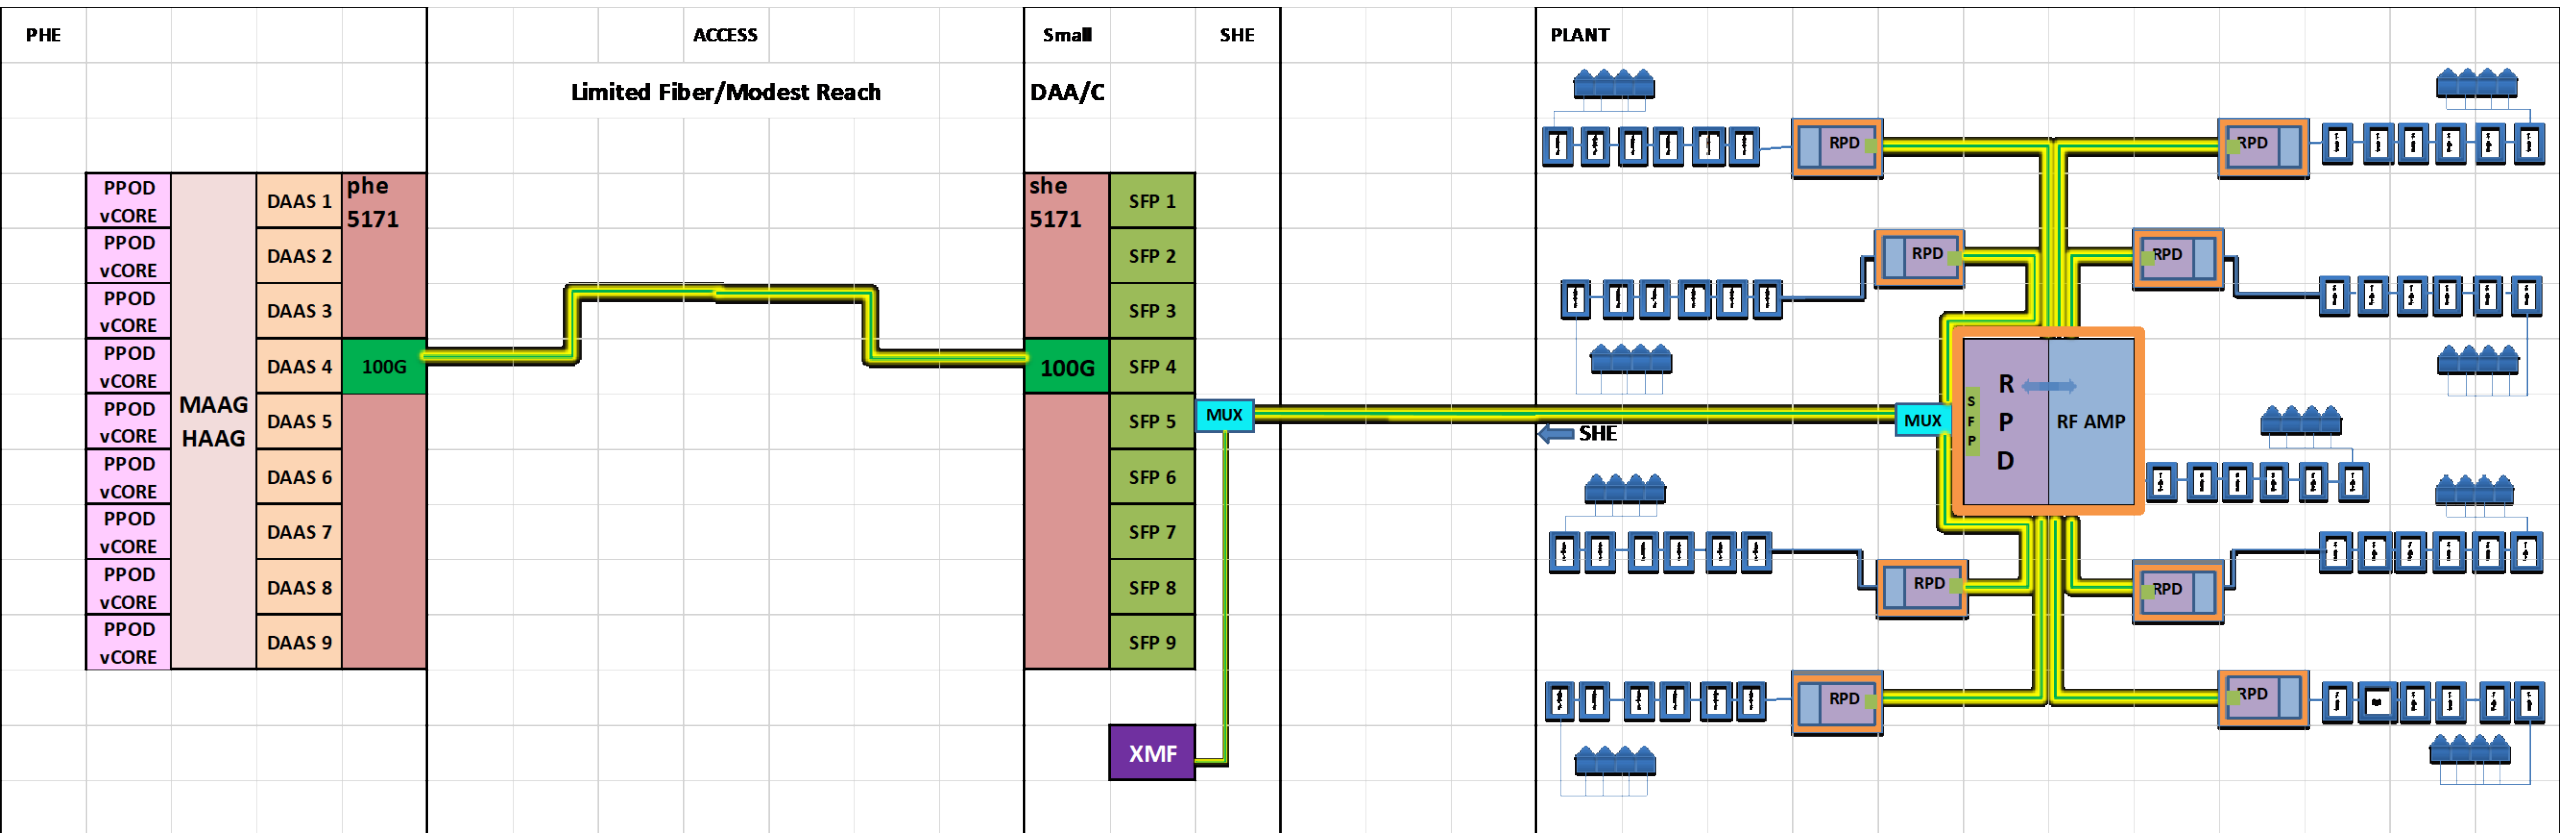 PHE
ACCESS
Small
SHE
PLANT
Limited Fiber/Modest Reach
DAA/C
PPOD
vCORE
PPOD
vCORE
PPOD
vCORE
PPOD
vCORE
PPOD
vCORE
PPOD
vCORE
PPOD
vCORE
PPOD
vCORE
PPOD
vCORE
MAAG
HAAG
DAAS 1
DAAS 2
DAAS 3
DAAS 4
DAAS 5
DAAS 6
DAAS 7
DAAS 8
DAAS 9
phe
5171
100G
she
5171
100G
SFP 1
SFP 2
SFP 3
SFP 4
SFP 5
SFP 6
SFP 7
SFP 8
SFP 9
XMF
MUX
SHE
MUX
SFP
RPD
RF AMP
RPD
RPD
RPD
RPD
RPD
RPD
RPD
RPD